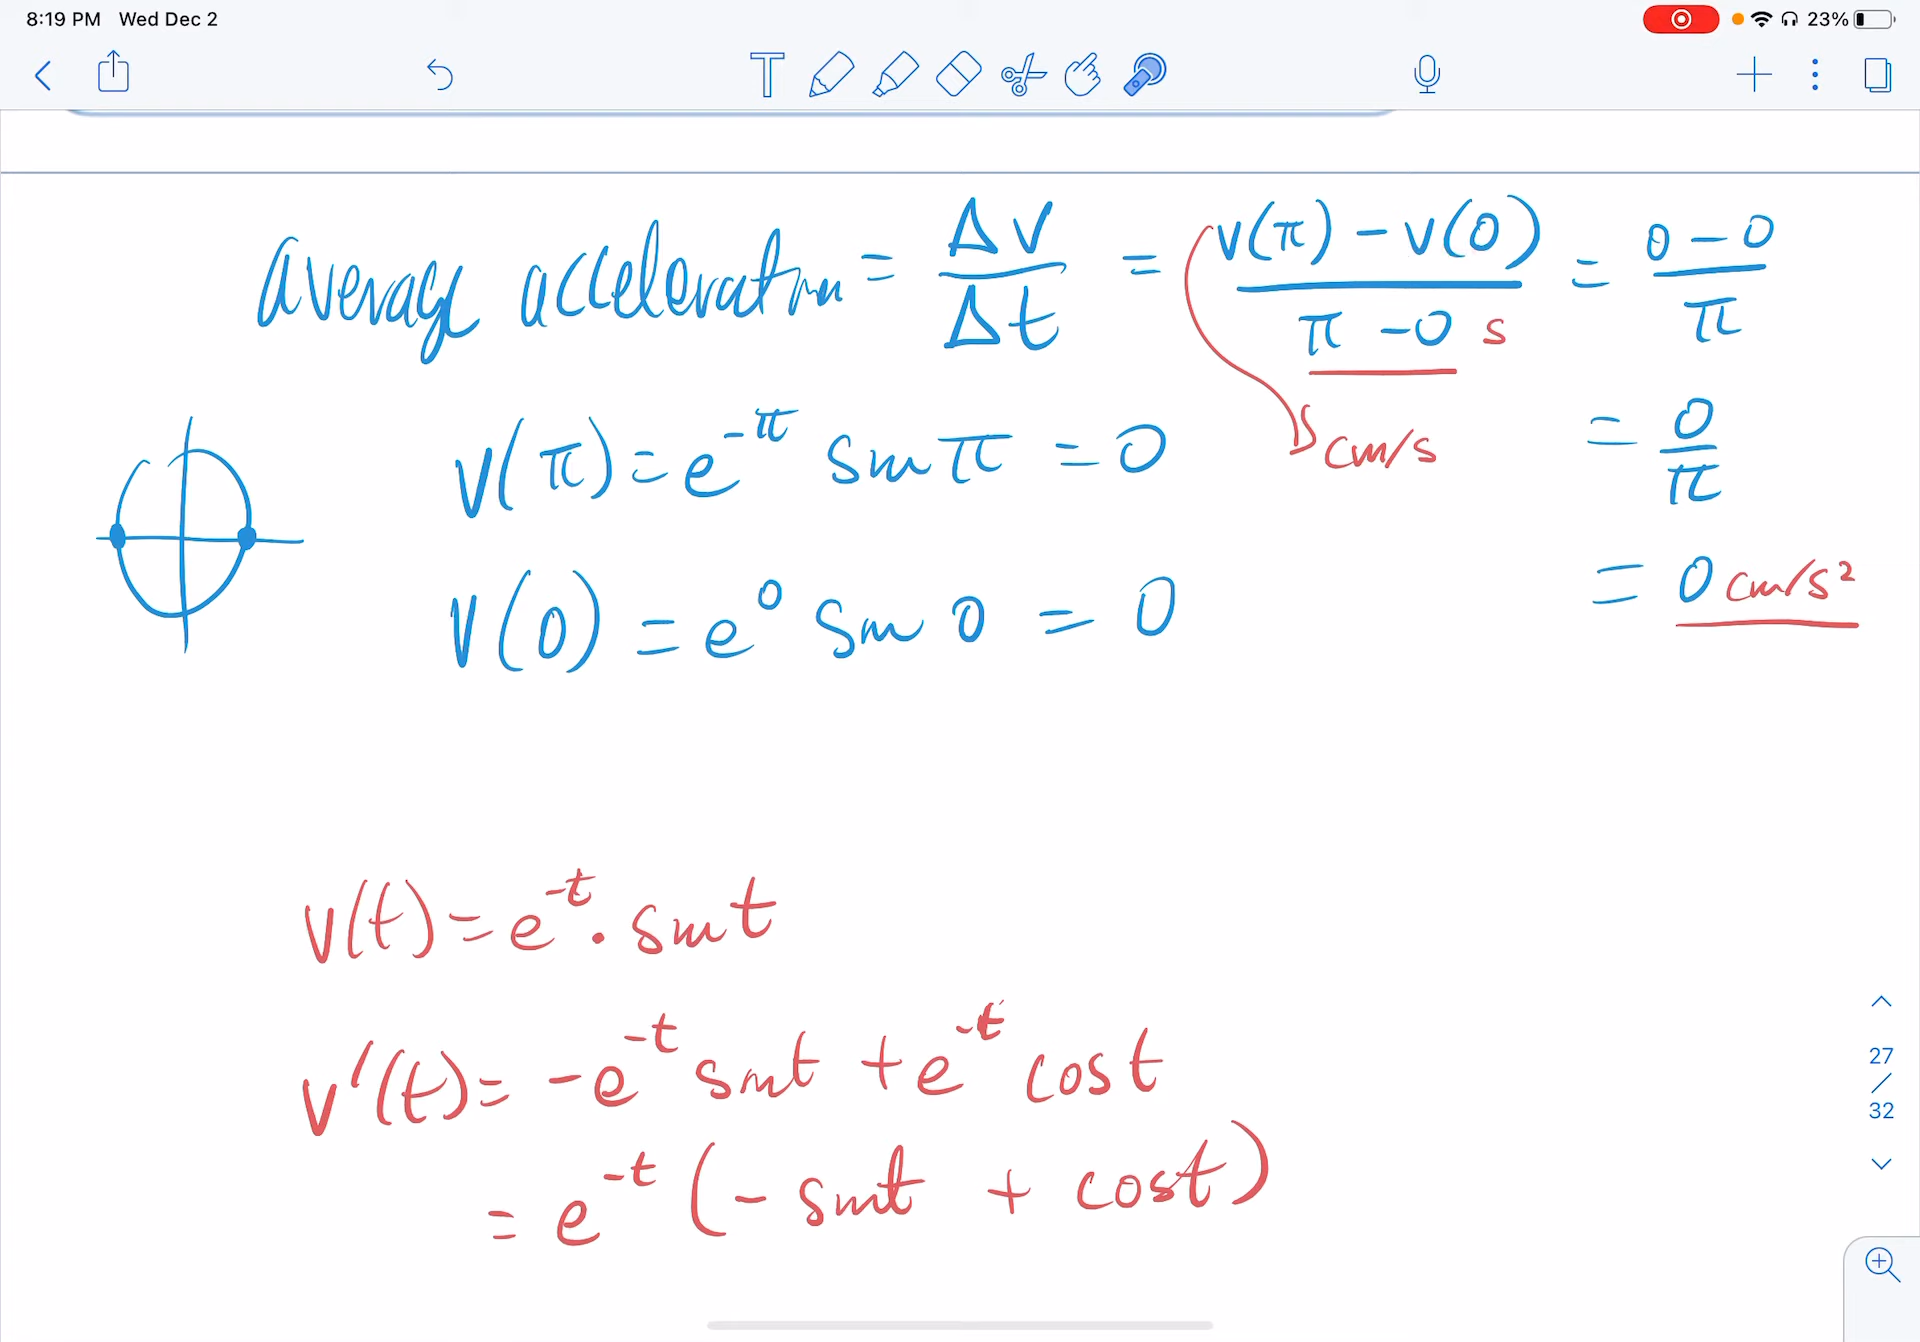 8:19 PM Wed Dec 2 23%
average acceleration = Δv/Δt = (v(π) – v(0))/(π – 0 s) = (0 – 0)/π
cm/s
v(π) = e^-π sin π = 0
= 0/π
v(0) = e^0 sin 0 = 0
= 0 cm/s²
v(t) = e^-t · sin t
v'(t) = -e^-t sin t + e^-t cos t
= e^-t (- sin t + cos t)
27
/
32